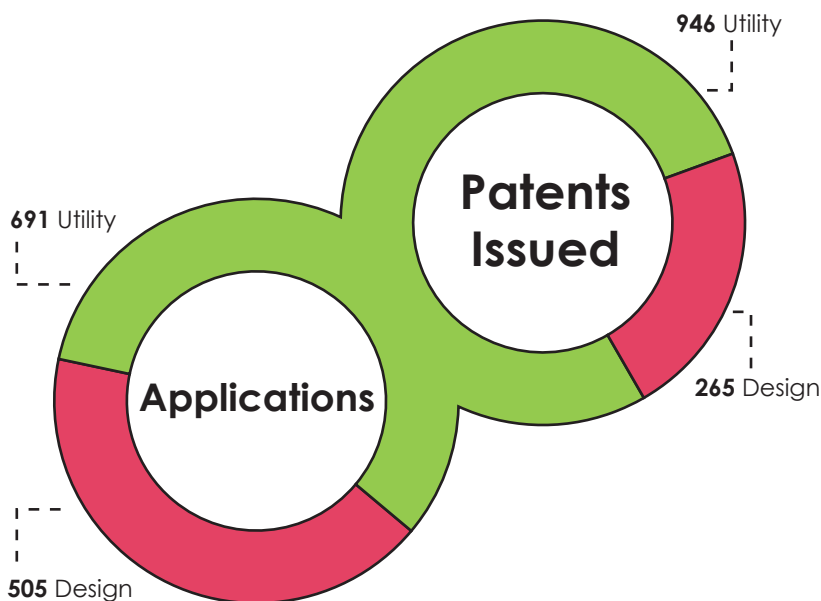 946 Utility
Patents
Issued
691 Utility
265 Design
Applications
505 Design